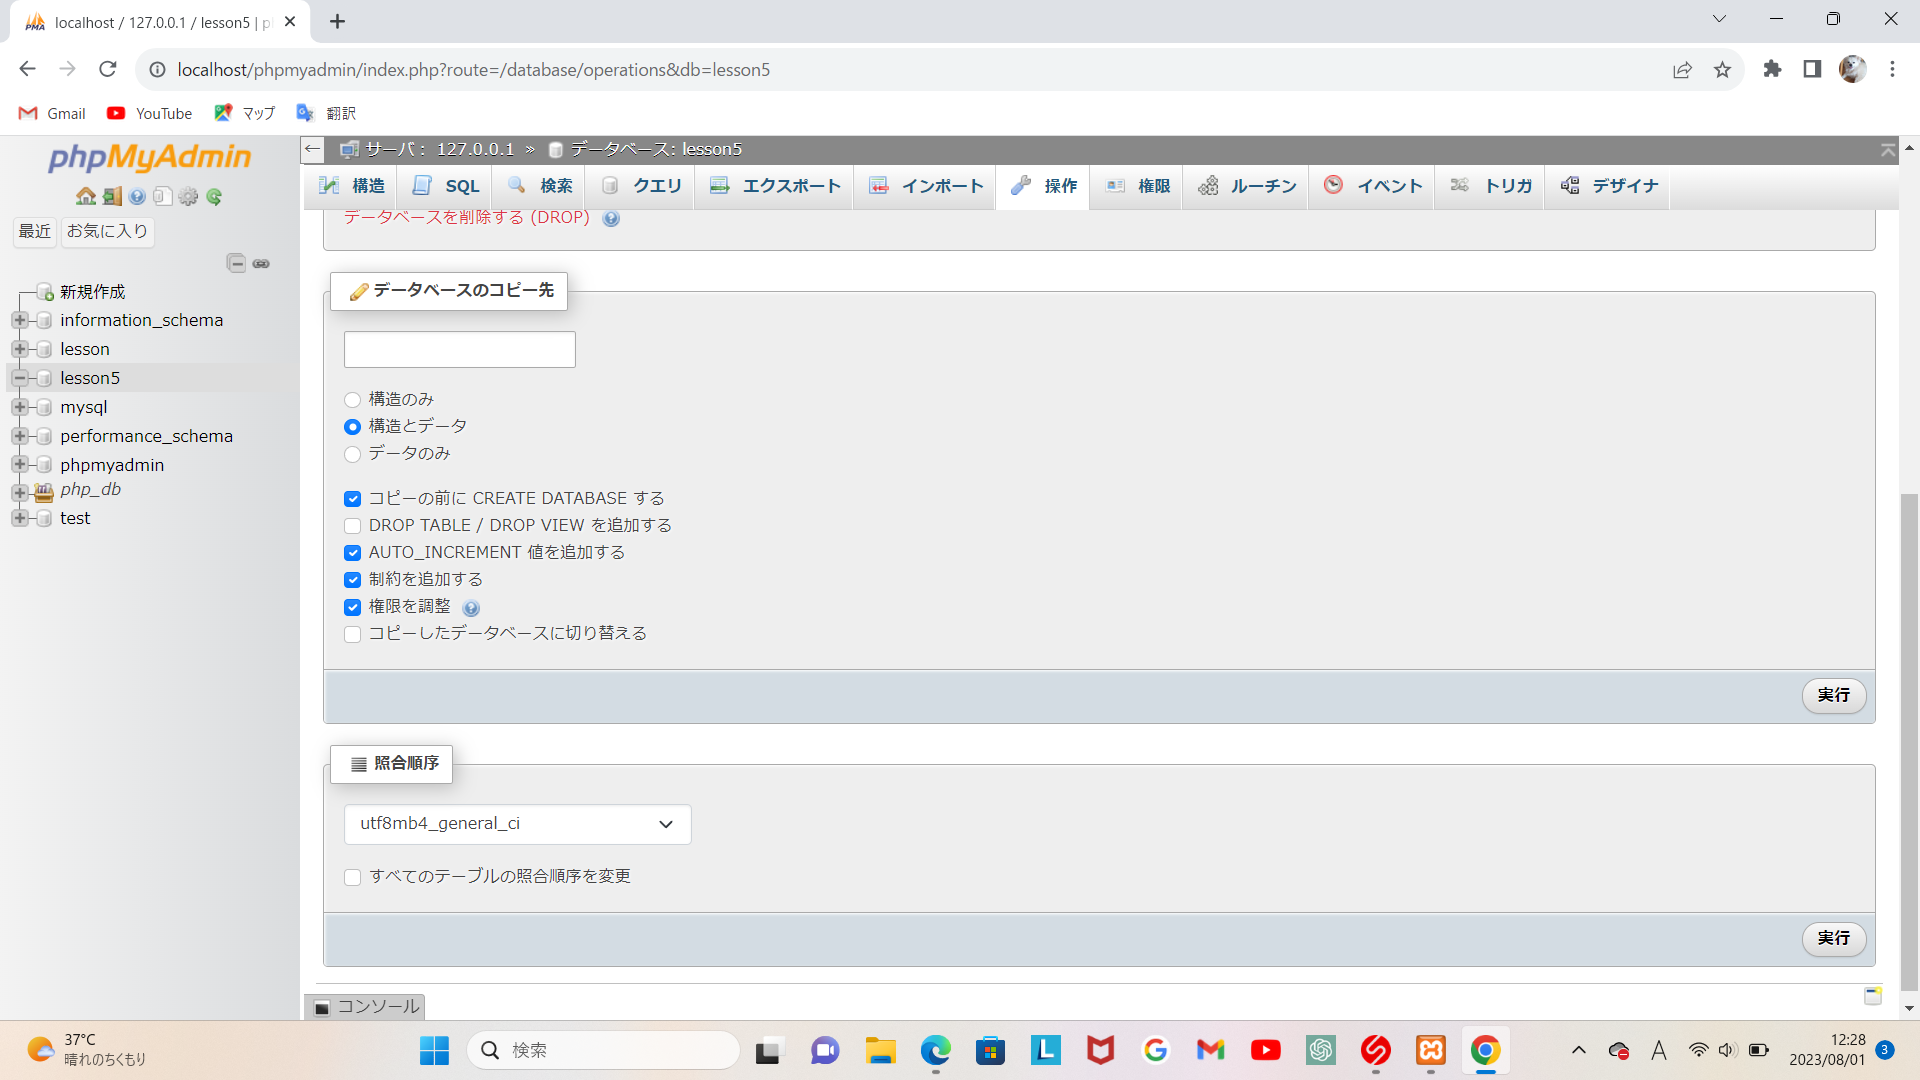 localhost / 127.0.0.1 / lesson5 | p
localhost/phpmyadmin/index.php?route=/database/operations&db=lesson5
Gmail
YouTube
マップ
翻訳
phpMyAdmin
最近
お気に入り
新規作成
information_schema
lesson
lesson5
mysql
performance_schema
phpmyadmin
php_db
test
サーバ: 127.0.0.1 » データベース: lesson5
構造
SQL
検索
クエリ
エクスポート
インポート
操作
権限
ルーチン
イベント
トリガ
デザイナ
データベースを削除する (DROP)
データベースのコピー先
構造のみ
構造とデータ
データのみ
コピーの前に CREATE DATABASE する
DROP TABLE / DROP VIEW を追加する
AUTO_INCREMENT 値を追加する
制約を追加する
権限を調整
コピーしたデータベースに切り替える
実行
照合順序
utf8mb4_general_ci
すべてのテーブルの照合順序を変更
実行
コンソール
37°C
晴れのちくもり
検索
A
12:28
2023/08/01
3